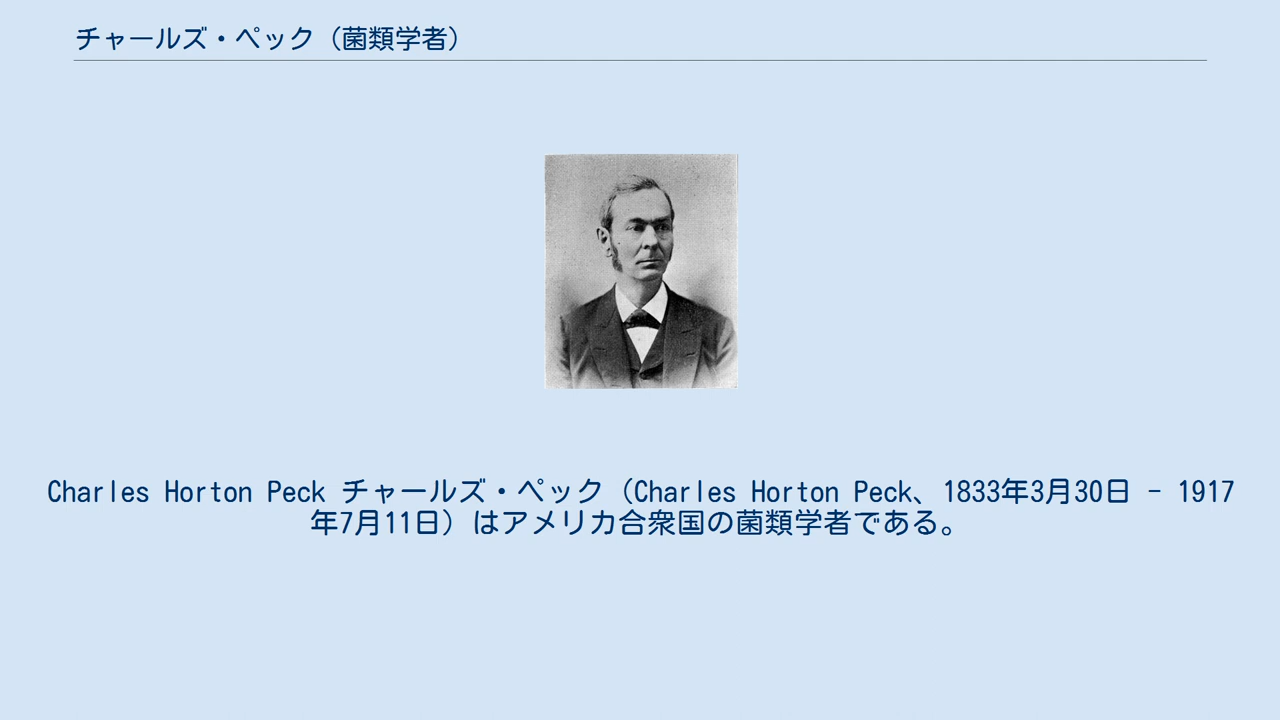 チャールズ・ペック（菌類学者）
Charles Horton Peck チャールズ・ペック（Charles Horton Peck、1833年3月30日 - 1917
年7月11日）はアメリカ合衆国の菌類学者である。